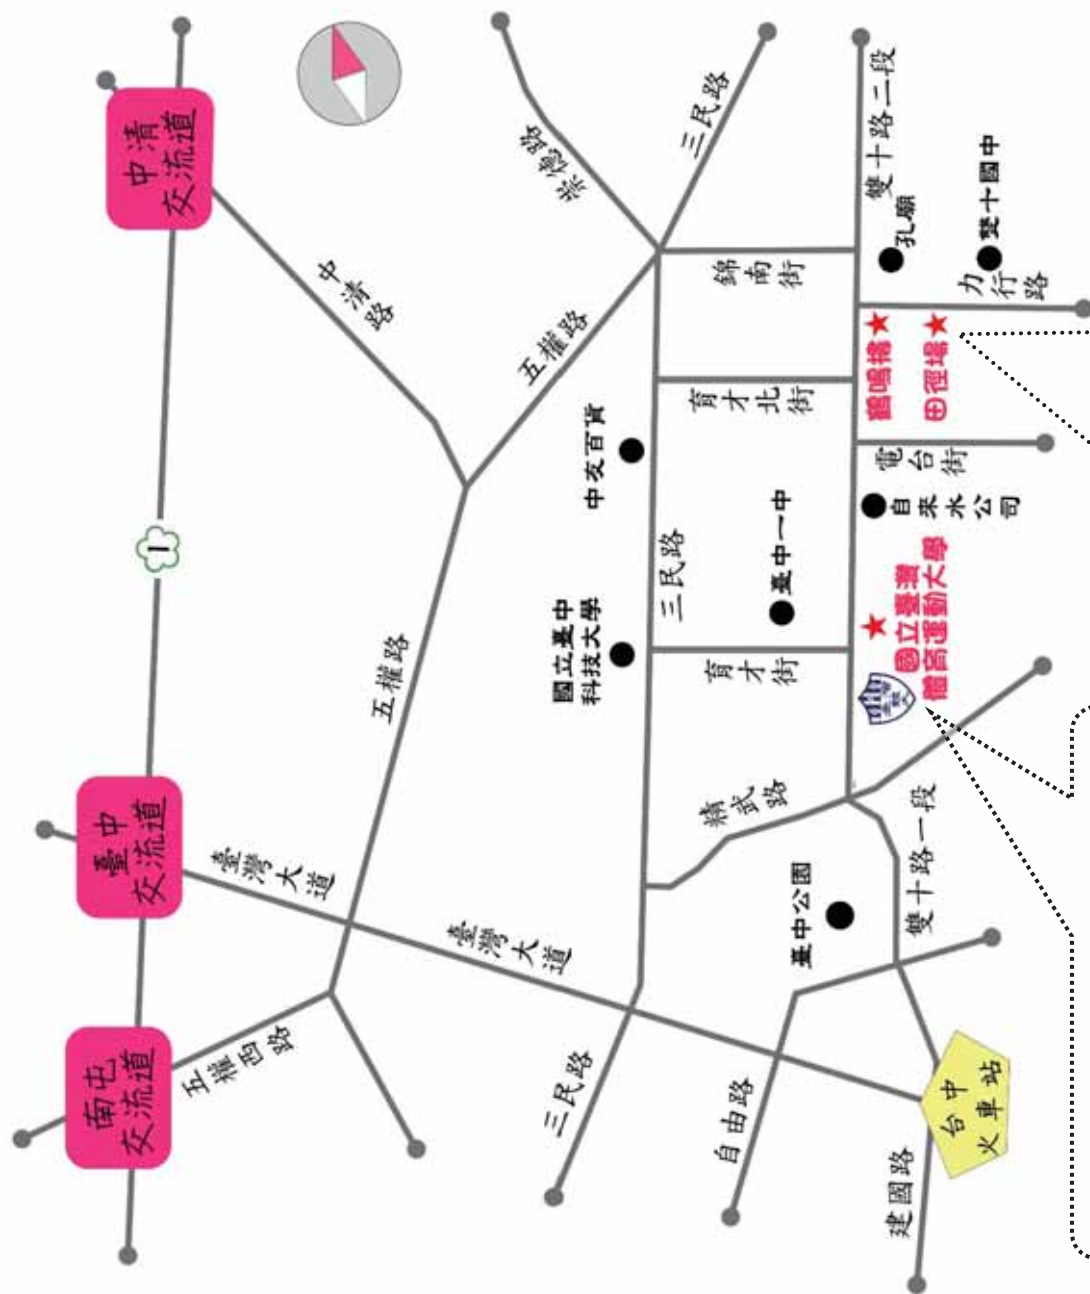 南屯
交流道
臺中
交流道
1
中清
交流道
五權西路
臺灣大道
五權路
中清路
五權路
崇德路
三民路
臺灣大道
國立臺中
科技大學
中友百貨
三民路
三民路
育才街
育才北街
錦南街
臺中一中
精武路
臺中公園
自由路
建國路
台中
火車站
雙十路一段
雙十路二段
國立臺灣
體育運動大學
自來水公司
電台街
鶴鳴樓
田徑場
力行路
孔廟
雙十國中